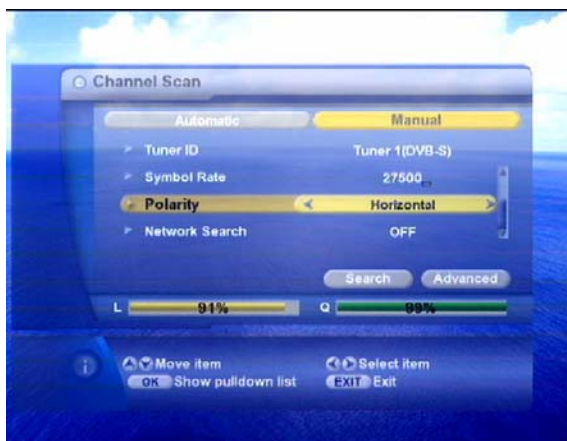 Channel Scan
Automatic Manual
Tuner ID Tuner 1(DVB-S)
Symbol Rate 27500
Polarity Horizontal
Network Search OFF
Search Advanced
L 91% Q 99%
Move item Select item
OK Show pulldown list EXIT Exit